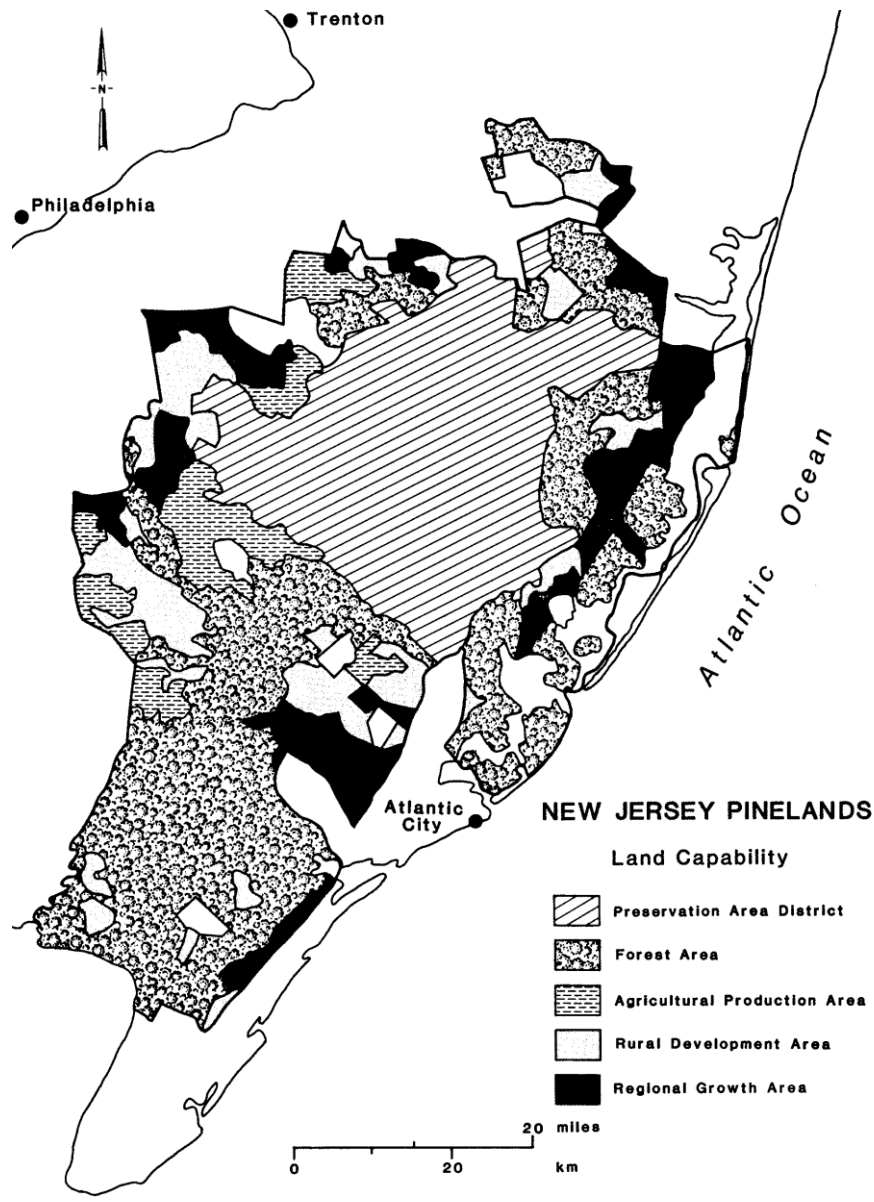 Trenton
N
Philadelphia
Atlantic Ocean
Atlantic
City
NEW JERSEY PINELANDS
Land Capability
Preservation Area District
Forest Area
Agricultural Production Area
Rural Development Area
Regional Growth Area
20 miles
0 20 km